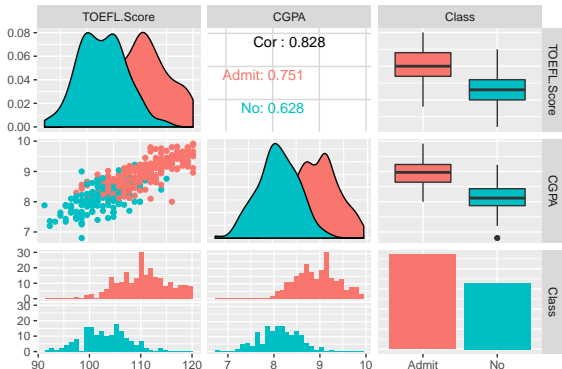 TOEFL.Score CGPA Class
0.08
0.06
0.04
0.02
0.00
Cor : 0.828
Admit: 0.751
No: 0.628
TOEFL.Score
10
9
8
7
CGPA
30
20
10
0
30
20
10
0
Class
90 100 110 120 7 8 9 10 Admit No